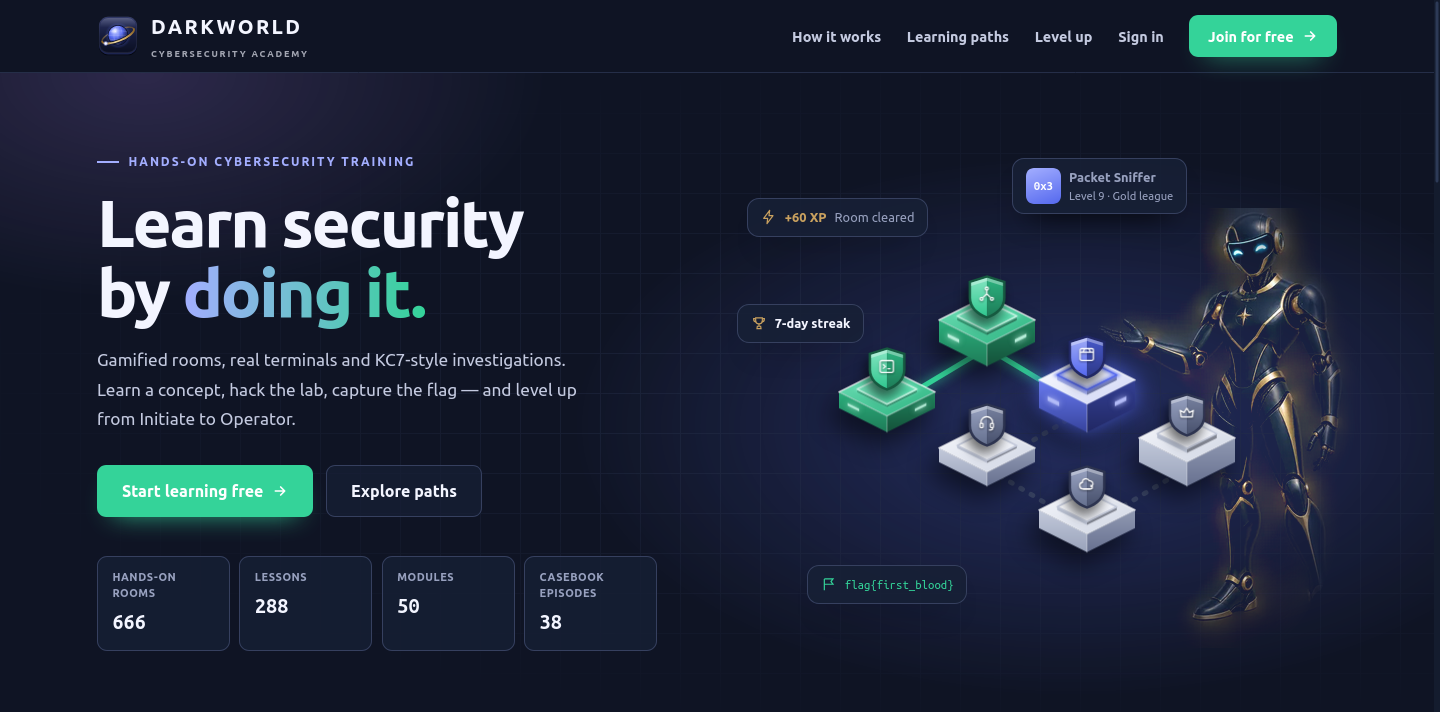 DARKWORLD
CYBERSECURITY ACADEMY
How it works
Learning paths
Level up
Sign in
Join for free
HANDS-ON CYBERSECURITY TRAINING
Learn security
by doing it.
Gamified rooms, real terminals and KC7-style investigations.
Learn a concept, hack the lab, capture the flag — and level up
from Initiate to Operator.
Start learning free
Explore paths
HANDS-ON
ROOMS
666
LESSONS
288
MODULES
50
CASEBOOK
EPISODES
38
0x3
Packet Sniffer
Level 9 · Gold league
+60 XP Room cleared
7-day streak
flag{first_blood}